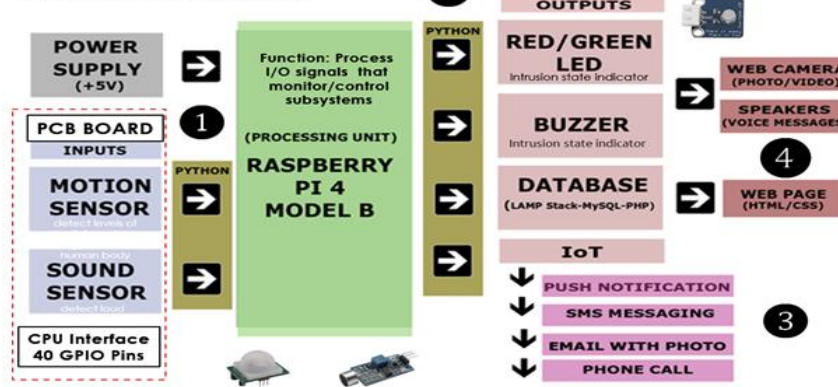 POWER
SUPPLY
(+5V)
1
PCB BOARD
INPUTS
MOTION
SENSOR
detect levels of
human body
SOUND
SENSOR
detect loud
CPU Interface
40 GPIO Pins
PYTHON
Function: Process
I/O signals that
monitor/control
subsystems
(PROCESSING UNIT)
RASPBERRY
PI 4
MODEL B
PYTHON
OUTPUTS
RED/GREEN
LED
Intrusion state indicator
BUZZER
Intrusion state indicator
DATABASE
(LAMP Stack-MySQL-PHP)
IoT
PUSH NOTIFICATION
SMS MESSAGING
EMAIL WITH PHOTO
PHONE CALL
3
WEB CAMERA
(PHOTO/VIDEO)
SPEAKERS
(VOICE MESSAGES
4
WEB PAGE
(HTML/CSS)